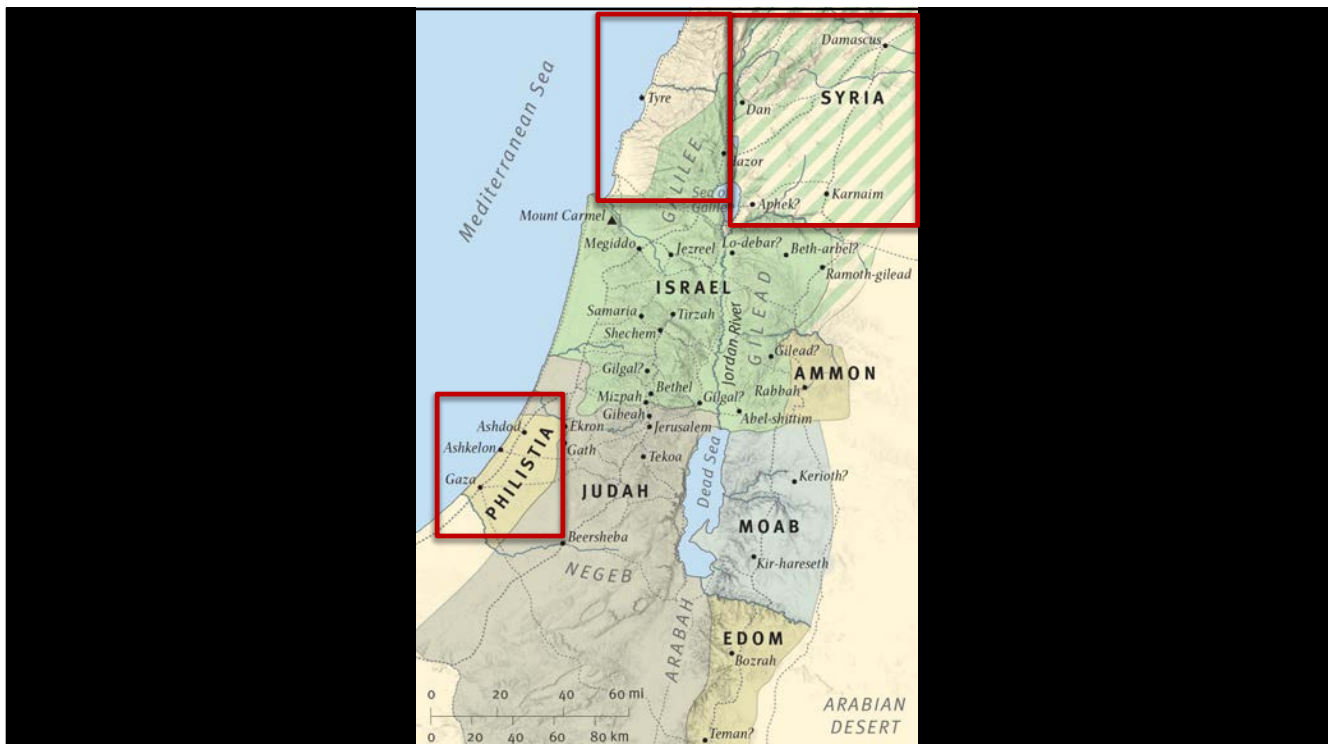 Damascus
Mediterranean Sea
Tyre
SYRIA
Dan
GALILEE
Hazor
Sea of
Galilee
Aphek?
Karnaim
Mount Carmel
Megiddo
Jezreel
Lo-debar?
Beth-arbel?
Ramoth-gilead
ISRAEL
Samaria
Tirzah
Shechem
Jordan River
GILEAD
Gilead?
AMMON
Gilgal?
Rabbah
Bethel
Mizpah
Gilgal?
Abel-shittim
Gibeah
Ashdod
Ekron
Jerusalem
Ashkelon
Gath
Tekoa
PHILISTIA
Gaza
JUDAH
Dead Sea
Kerioth?
MOAB
Beersheba
NEGEB
Kir-hareseth
ARABAH
EDOM
Bozrah
0 20 40 60 mi
0 20 40 60 80 km
Teman?
ARABIAN
DESERT